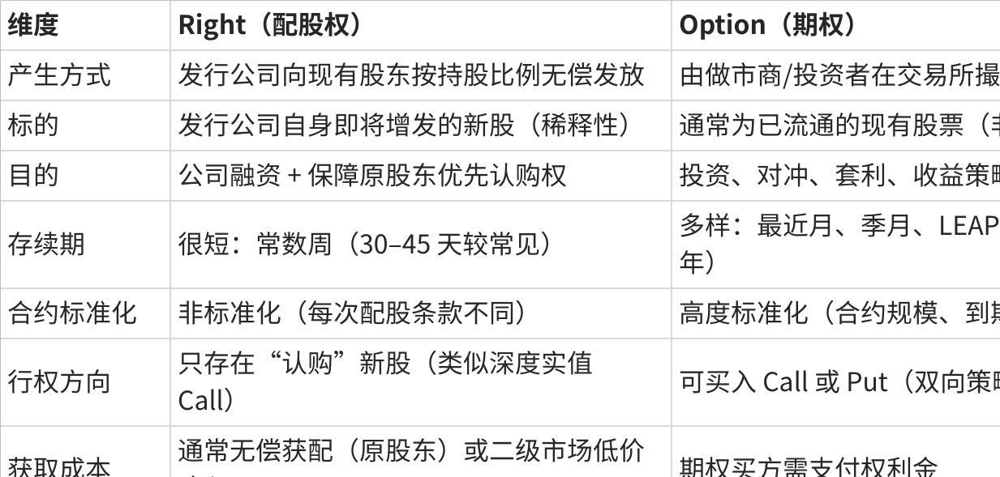 维度 Right（配股权） Option（期权）
产生方式 发行公司向现有股东按持股比例无偿发放 由做市商/投资者在交易所撮
标的 发行公司自身即将增发的新股（稀释性） 通常为已流通的现有股票（非
目的 公司融资 + 保障原股东优先认购权 投资、对冲、套利、收益策略
存续期 很短：常数周（30–45 天较常见） 多样：最近月、季月、LEAP
年）
合约标准化 非标准化（每次配股条款不同） 高度标准化（合约规模、到期
行权方向 只存在“认购”新股（类似深度实值
Call） 可买入 Call 或 Put（双向策略
获取成本 通常无偿获配（原股东）或二级市场低价
期权买方需支付权利金